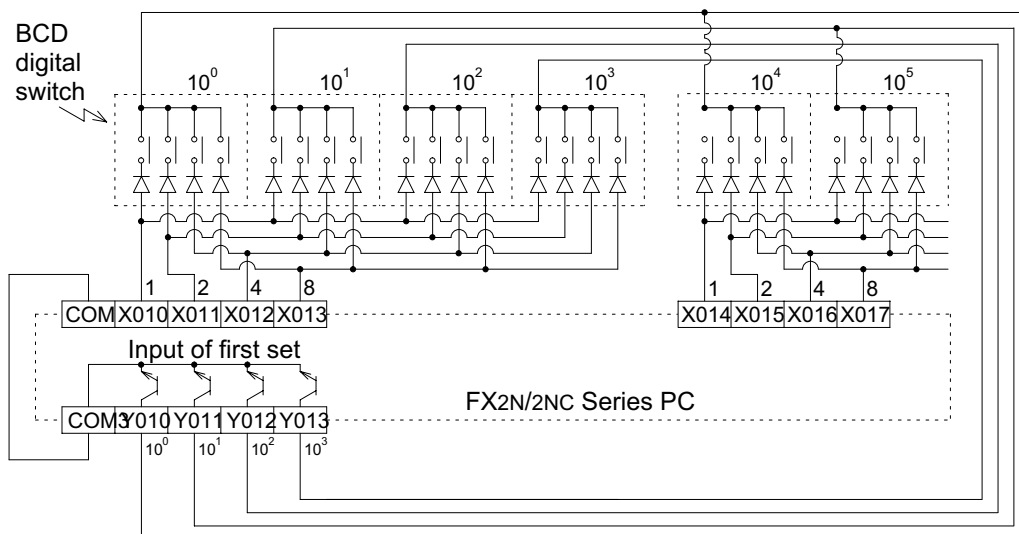 BCD
digital
switch
10⁰ 10¹ 10² 10³ 10⁴ 10⁵
1 2 4 8 1 2 4 8
COM X010 X011 X012 X013 X014 X015 X016 X017
Input of first set
FX2N/2NC Series PC
COM3 Y010 Y011 Y012 Y013
10⁰ 10¹ 10² 10³